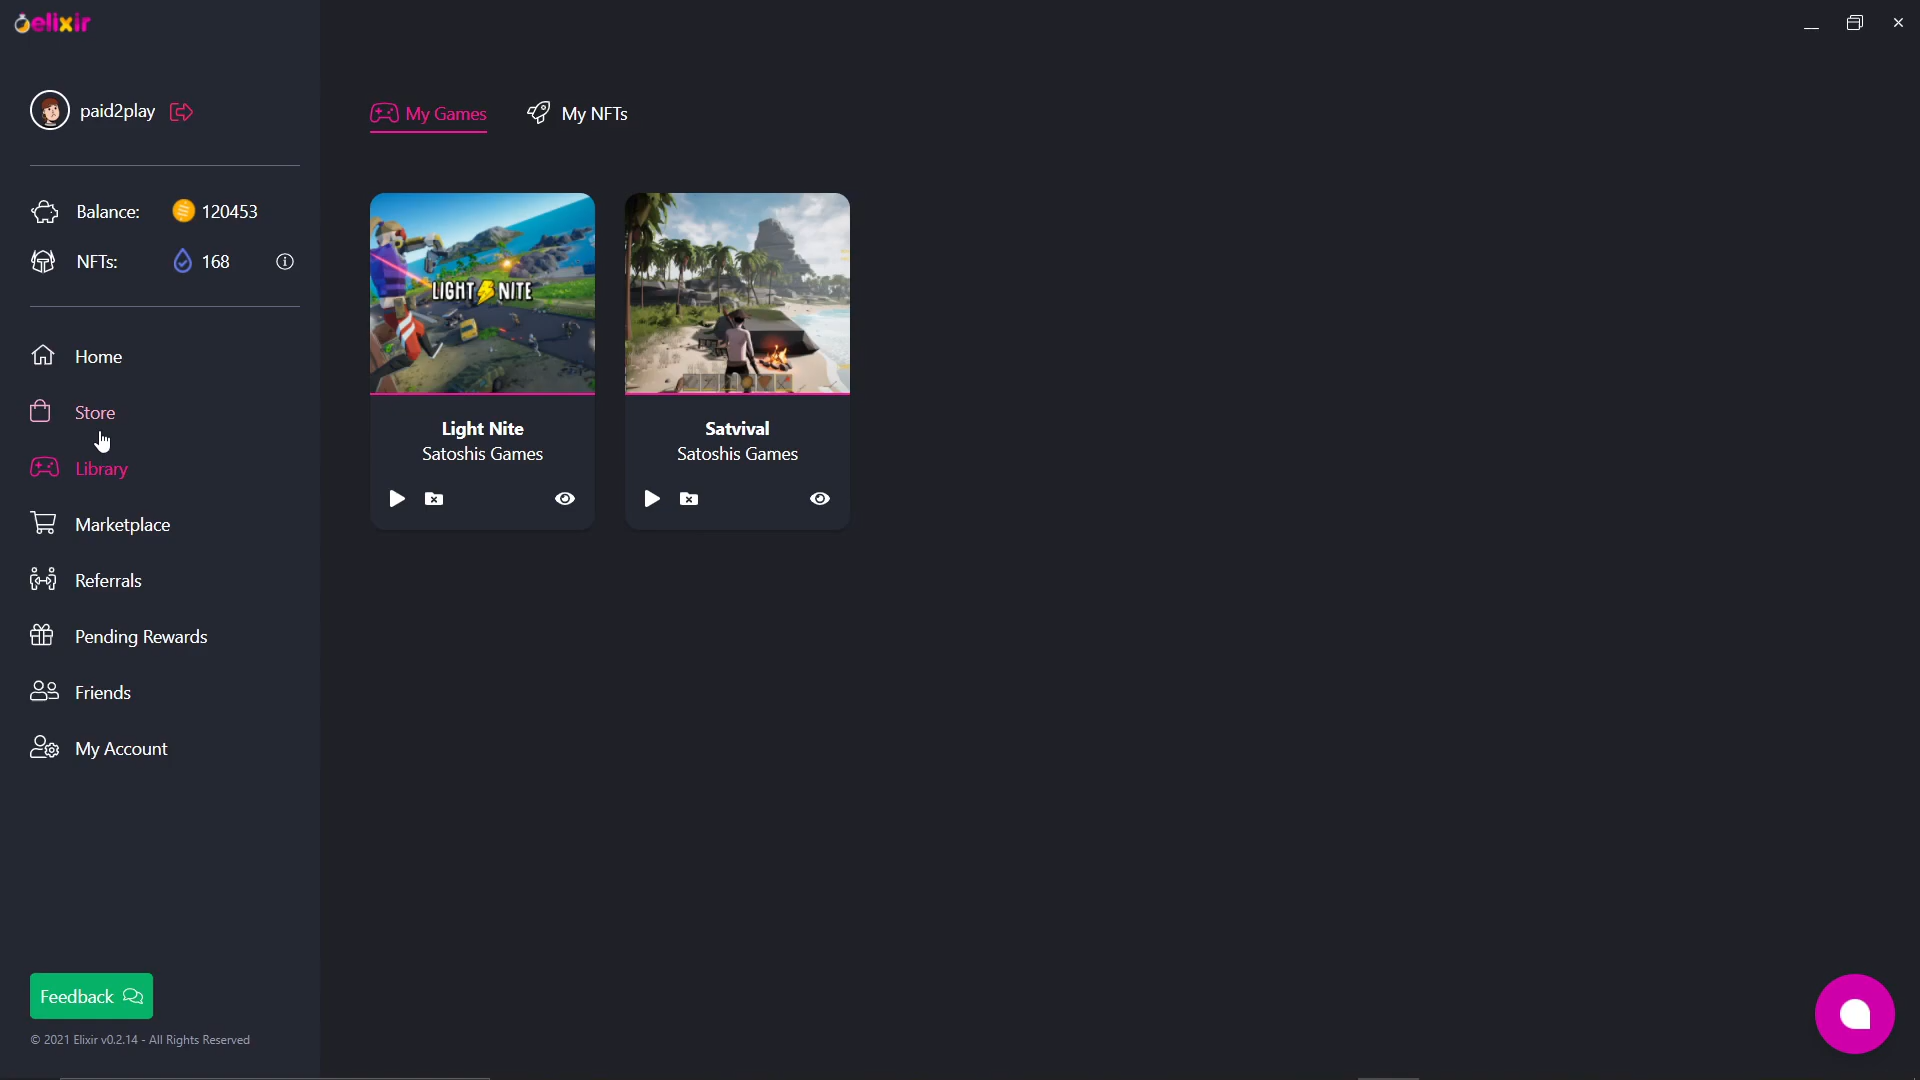 elixir
paid2play
Balance: 120453
NFTs: 168
Home
Store
Library
Marketplace
Referrals
Pending Rewards
Friends
My Account
Feedback
© 2021 Elixir v0.2.14 - All Rights Reserved
My Games
My NFTs
LIGHT NITE
Light Nite
Satoshis Games
Satvival
Satoshis Games